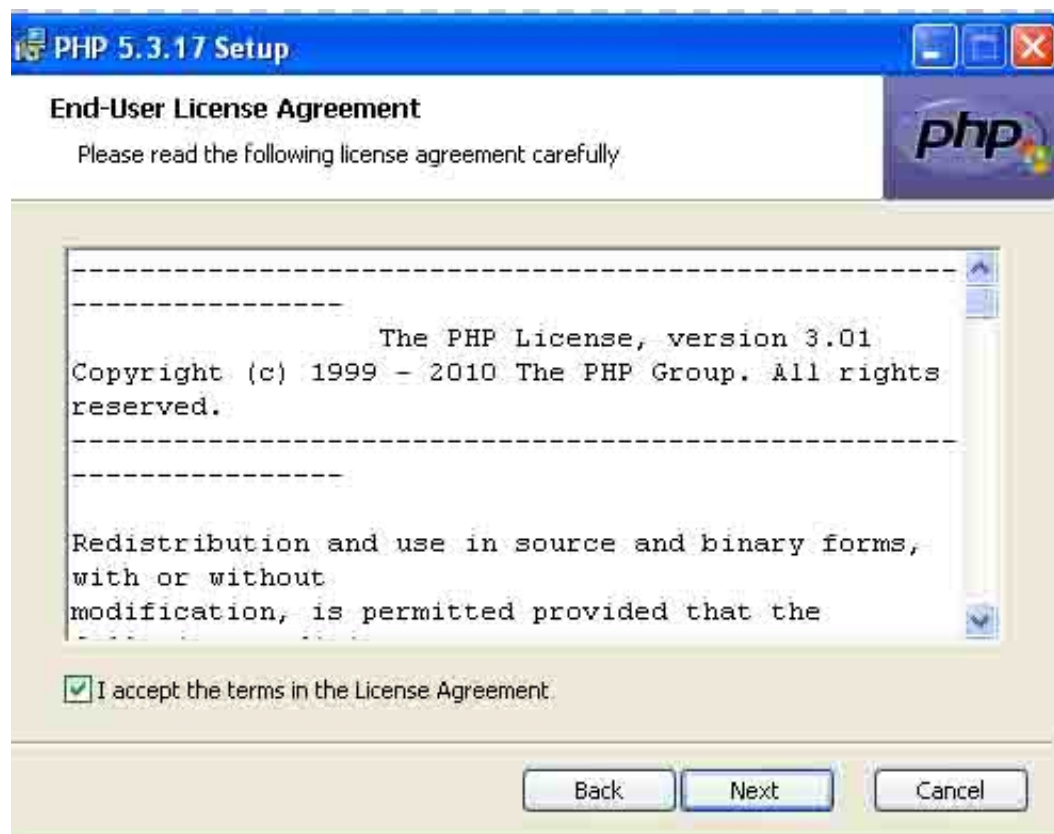 PHP 5.3.17 Setup
End-User License Agreement
Please read the following license agreement carefully
php
----------------------------------------------------
----------------
The PHP License, version 3.01
Copyright (c) 1999 - 2010 The PHP Group. All rights
reserved.
----------------------------------------------------
----------------
Redistribution and use in source and binary forms,
with or without
modification, is permitted provided that the
I accept the terms in the License Agreement
Back
Next
Cancel